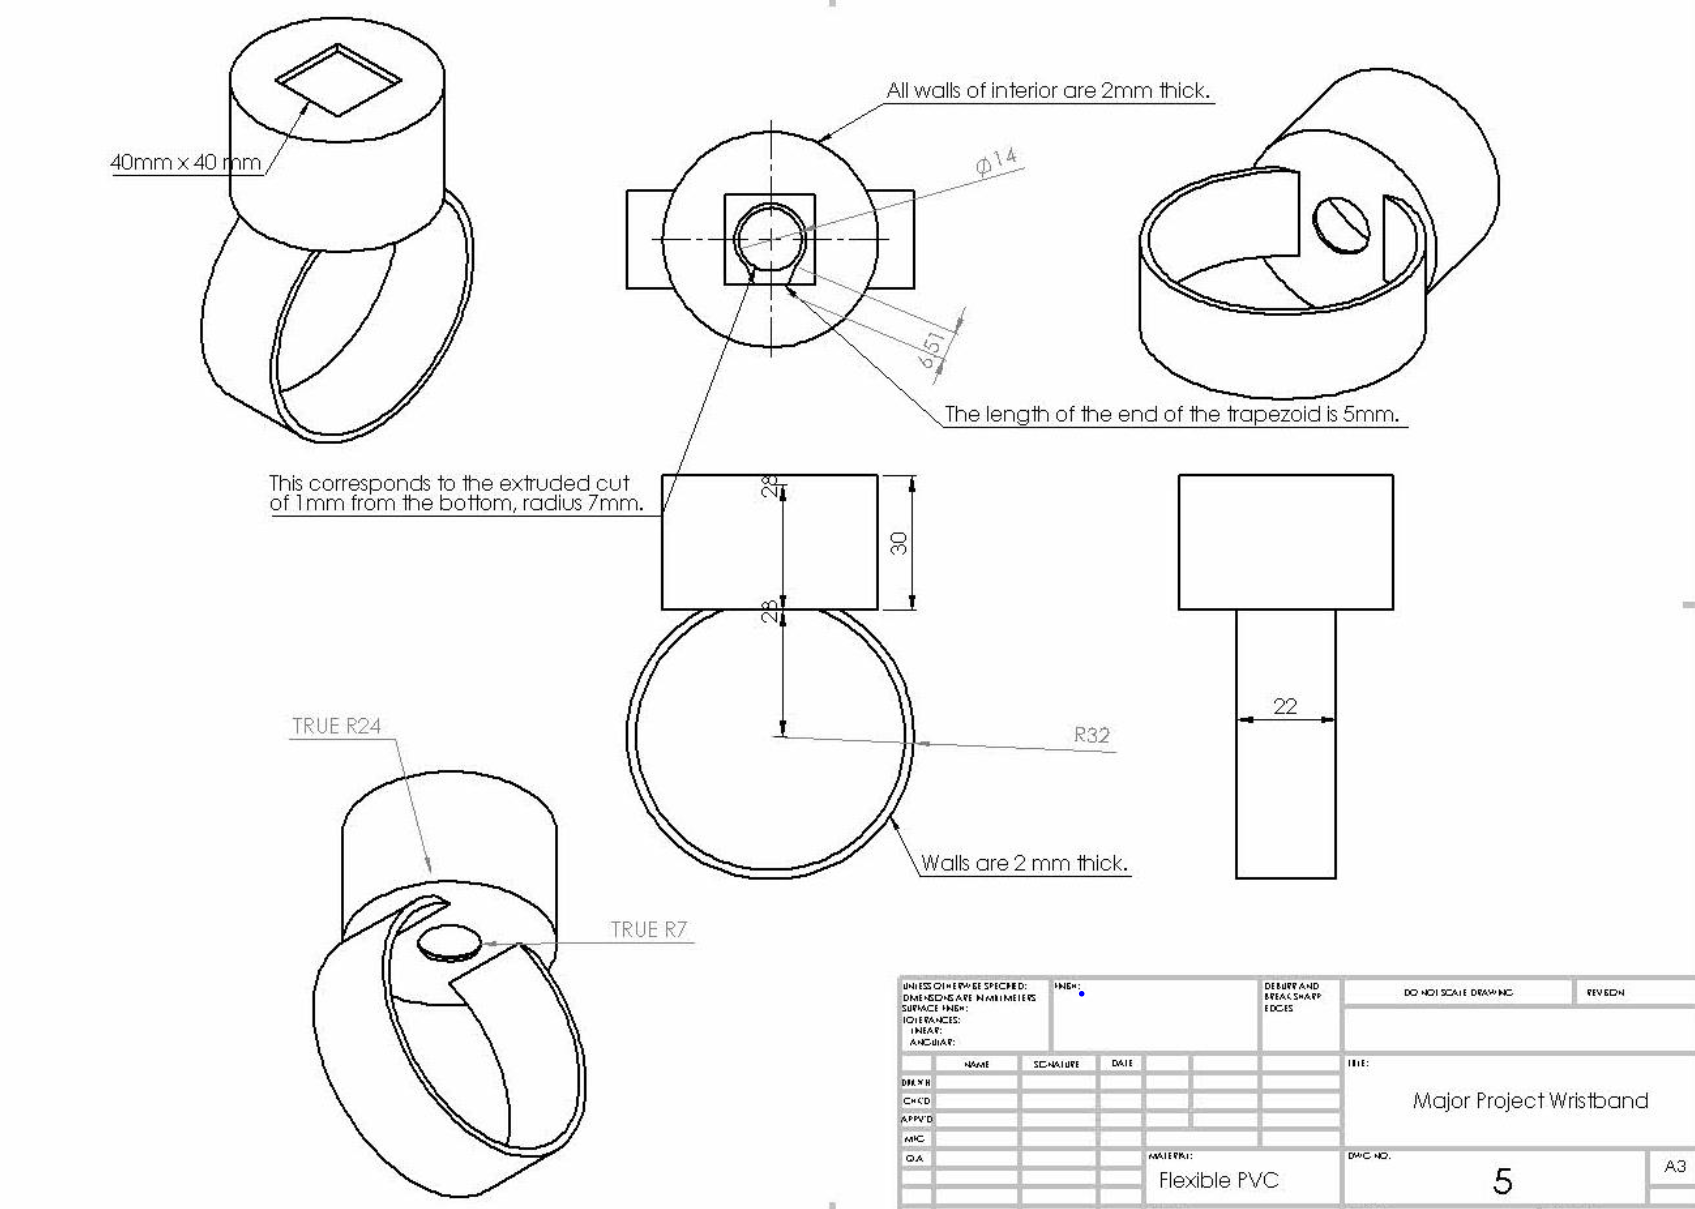 All walls of interior are 2mm thick.
40mm x 40 mm
Ø14
6.51
The length of the end of the trapezoid is 5mm.
This corresponds to the extruded cut
of 1mm from the bottom, radius 7mm.
28
30
28
22
TRUE R24
R32
Walls are 2 mm thick.
TRUE R7
UNLESS OTHERWISE SPECIFIED:
DIMENSIONS ARE IN MILLIMETERS
SURFACE FINISH:
TOLERANCES:
LINEAR:
ANGULAR:
FINISH:
DEBURR AND
BREAK SHARP
EDGES
DO NOT SCALE DRAWING
REVISION
NAME
SIGNATURE
DATE
TITLE:
DRAWN
CHK'D
APPV'D
MFG
Q.A
Major Project Wristband
MATERIAL:
Flexible PVC
DWG NO.
5
A3